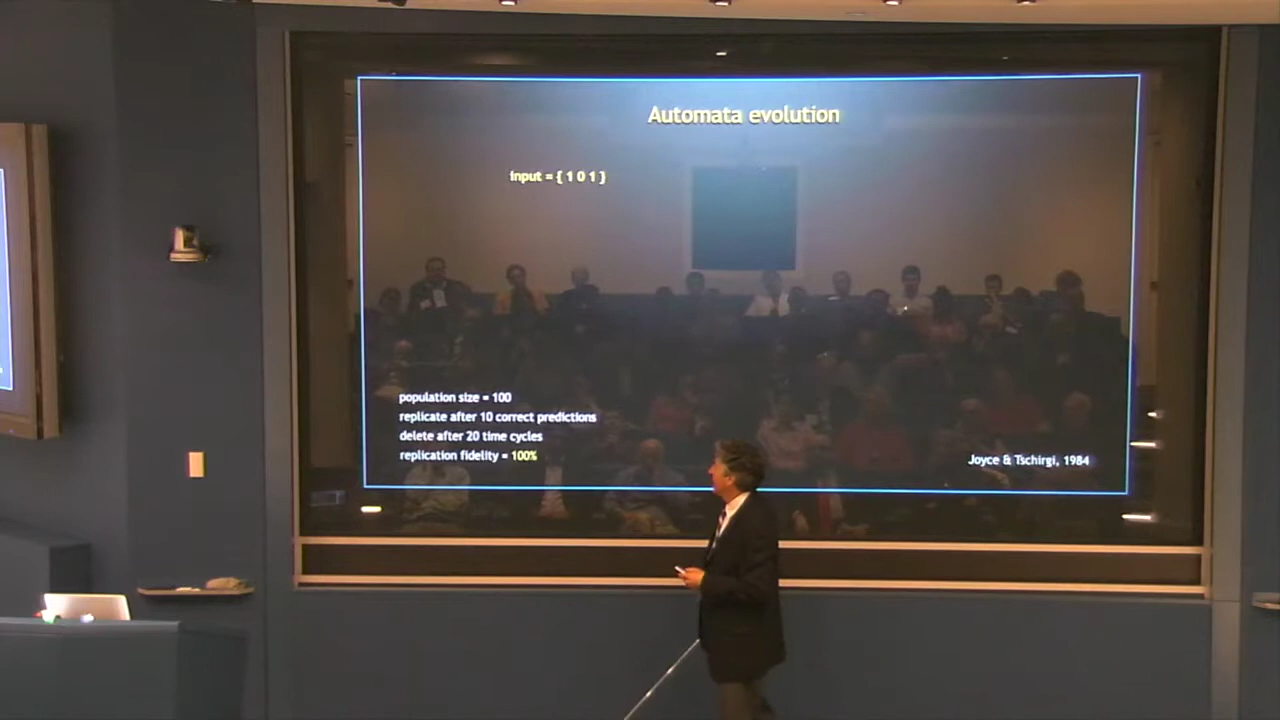 Automata evolution
input = { 1 0 1 }
population size = 100
replicate after 10 correct predictions
delete after 20 time cycles
replication fidelity = 100%
Joyce & Tschirgi, 1984